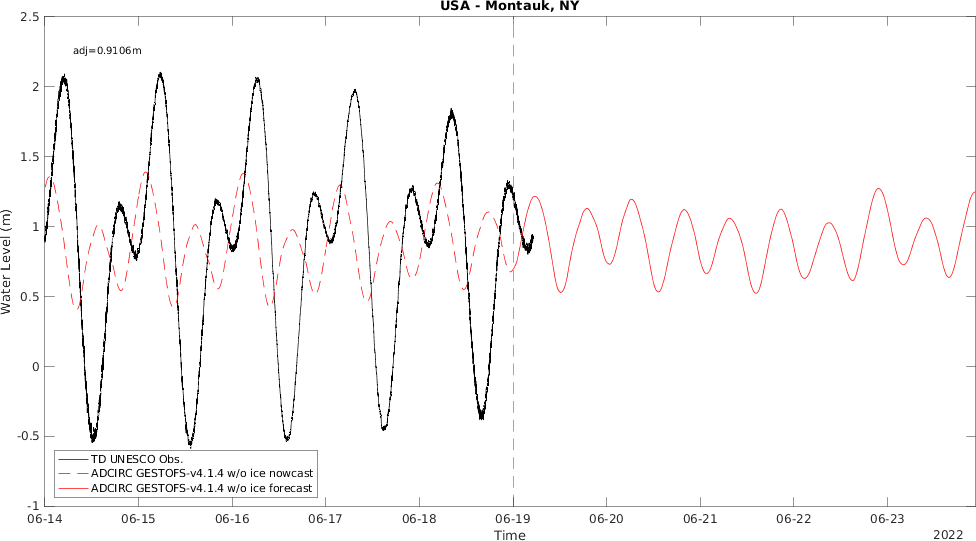 USA - Montauk, NY
2.5
adj=0.9106m
2
1.5
1
0.5
0
-0.5
-1
Water Level (m)
TD UNESCO Obs.
ADCIRC GESTOFS-v4.1.4 w/o ice nowcast
ADCIRC GESTOFS-v4.1.4 w/o ice forecast
06-14 06-15 06-16 06-17 06-18 06-19 06-20 06-21 06-22 06-23
Time
2022